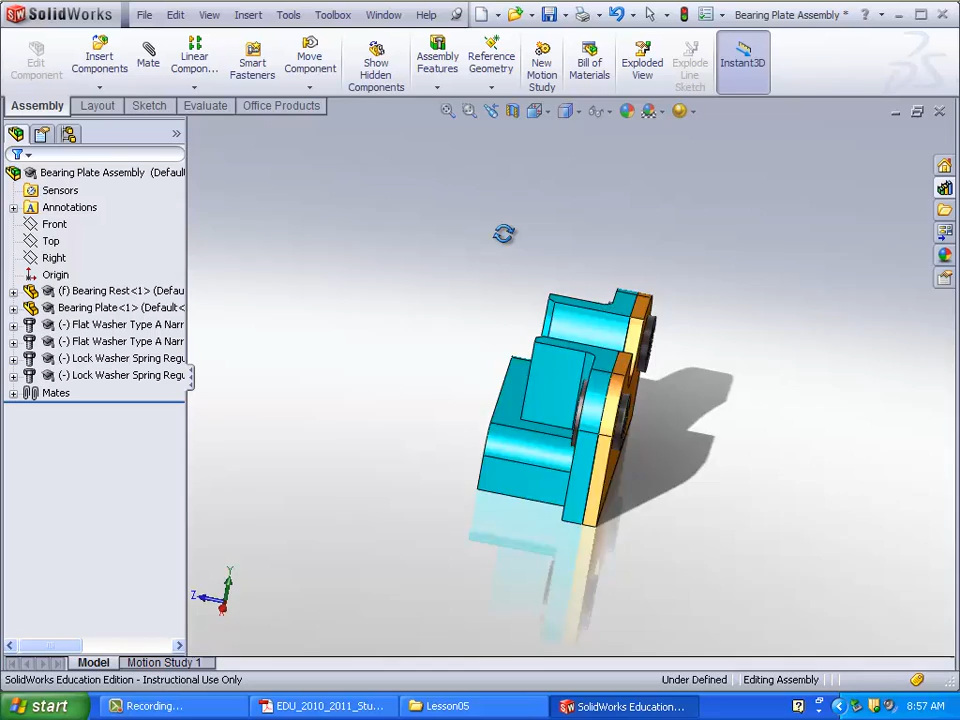 SolidWorks File Edit View Insert Tools Toolbox Window Help Bearing Plate Assembly *
Edit Component
Insert Components
Mate
Linear Compon...
Smart Fasteners
Move Component
Show Hidden Components
Assembly Features
Reference Geometry
New Motion Study
Bill of Materials
Exploded View
Explode Line Sketch
Instant3D
Assembly Layout Sketch Evaluate Office Products
Bearing Plate Assembly (Defaul
Sensors
Annotations
Front
Top
Right
Origin
(f) Bearing Rest<1> (Default
Bearing Plate<1> (Default<
(-) Flat Washer Type A Narr
(-) Flat Washer Type A Narr
(-) Lock Washer Spring Regu
(-) Lock Washer Spring Regu
Mates
Y
Z
Model Motion Study 1
SolidWorks Education Edition - Instructional Use Only Under Defined Editing Assembly
start Recording... EDU_2010_2011_Stu... Lesson05 SolidWorks Education... 8:57 AM